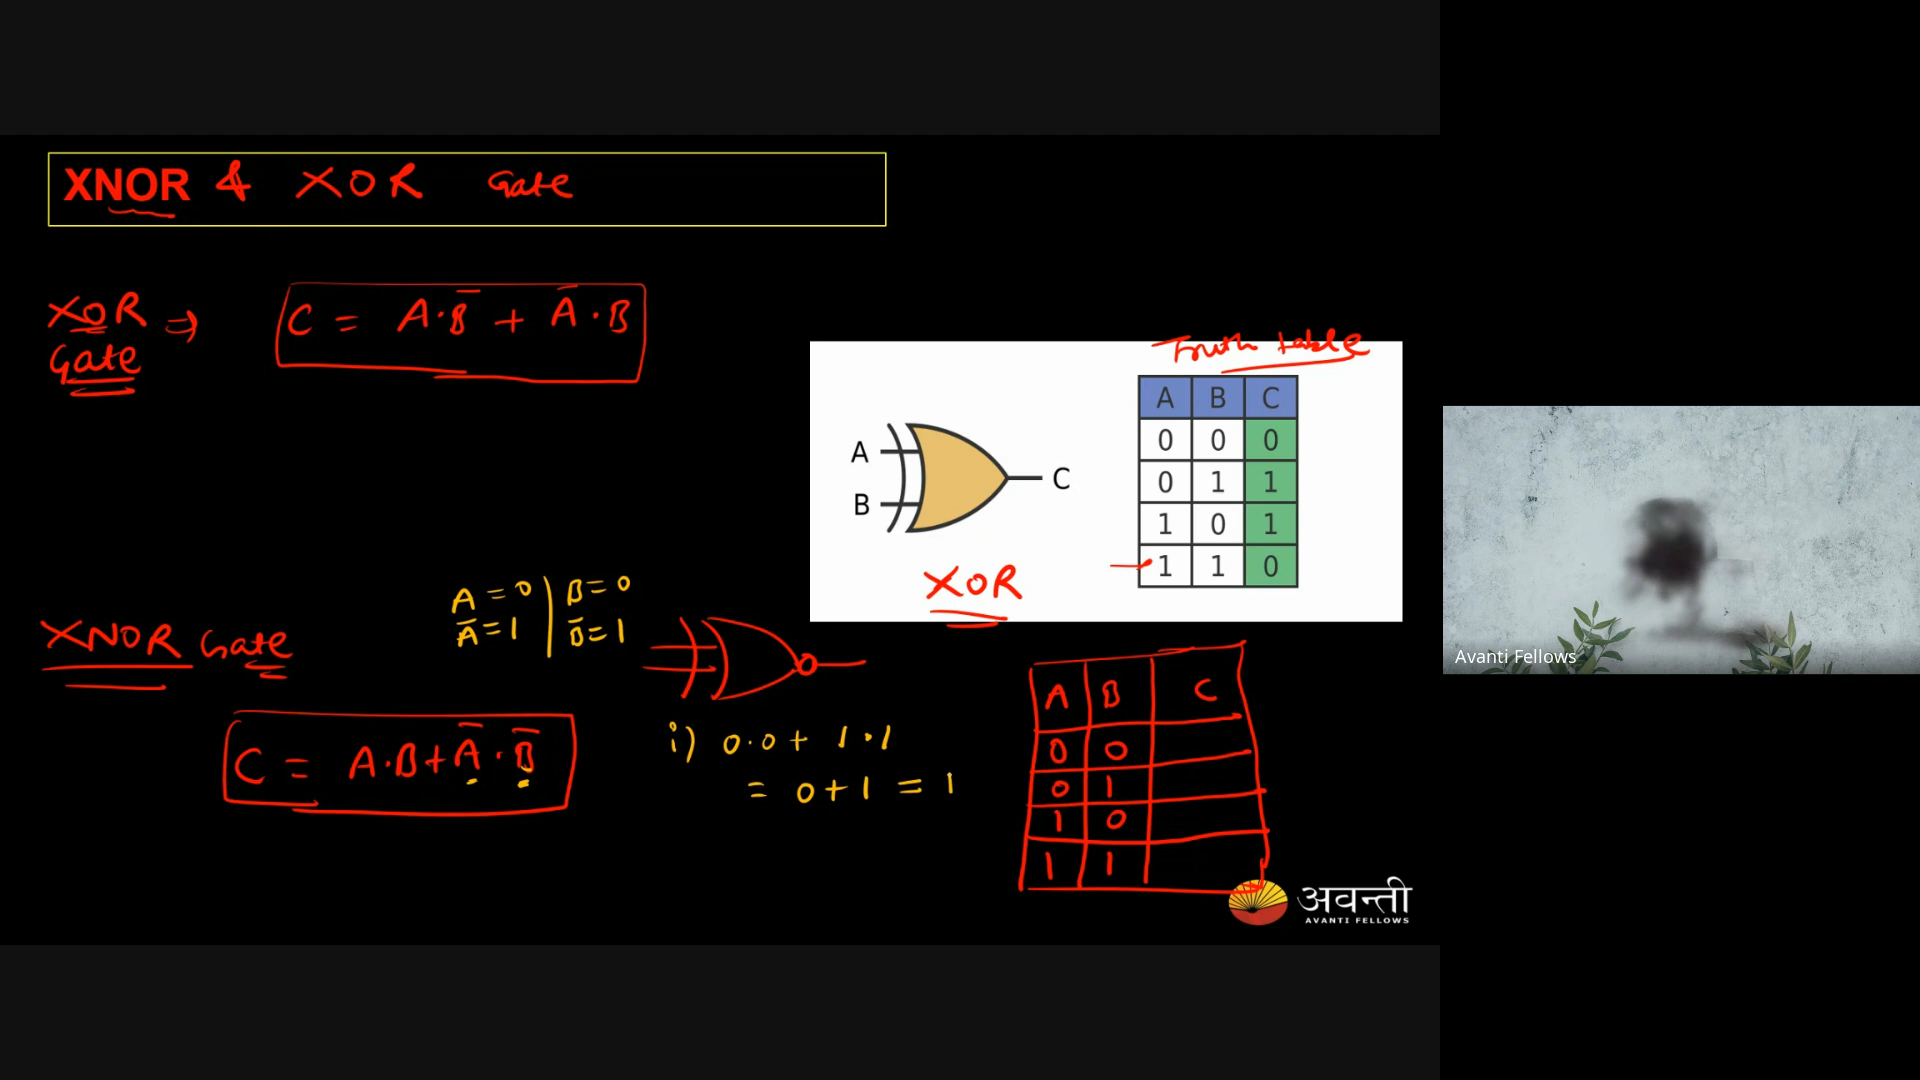 XNOR & XOR Gate
XOR ⇒ C = A·B̅ + A̅·B
Gate
Truth table
A B C
0 0 0
0 1 1
1 0 1
1 1 0
A
B
C
XOR
A = 0 | B = 0
A̅ = 1 | B̅ = 1
XNOR Gate
C = A·B + A̅·B̅
i) 0·0 + 1·1
= 0 + 1 = 1
A B C
0 0
0 1
1 0
1 1
अवन्ती
AVANTI FELLOWS
Avanti Fellows